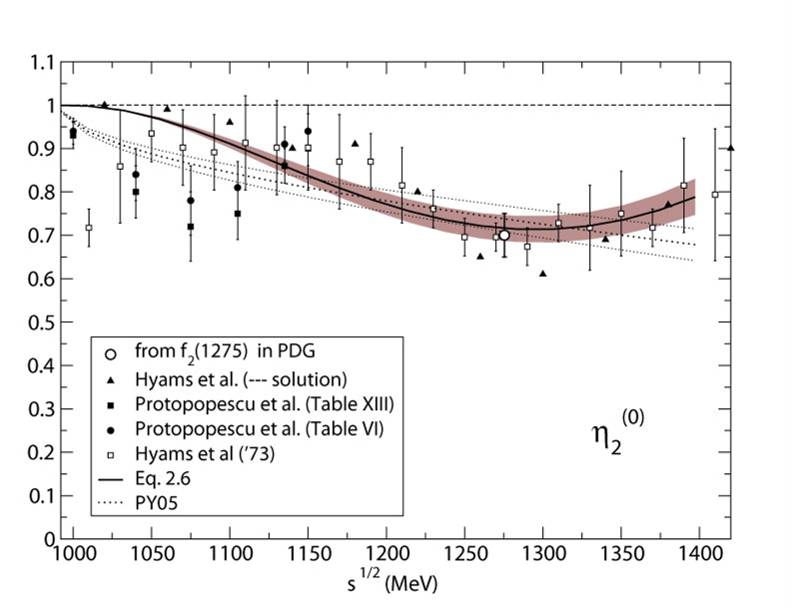 1.1
1
0.9
0.8
0.7
0.6
0.5
0.4
0.3
0.2
0.1
0
from f2(1275) in PDG
Hyams et al. (--- solution)
Protopopescu et al. (Table XIII)
Protopopescu et al. (Table VI)
Hyams et al ('73)
Eq. 2.6
PY05
η2(0)
1000 1050 1100 1150 1200 1250 1300 1350 1400
s1/2 (MeV)